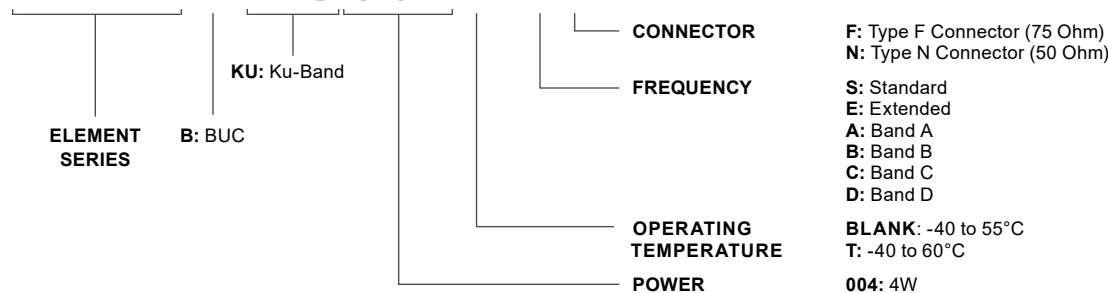 CONNECTOR
F: Type F Connector (75 Ohm)
N: Type N Connector (50 Ohm)
KU: Ku-Band
FREQUENCY
S: Standard
E: Extended
A: Band A
B: Band B
C: Band C
D: Band D
ELEMENT
SERIES
B: BUC
OPERATING
TEMPERATURE
BLANK: -40 to 55°C
T: -40 to 60°C
POWER
004: 4W